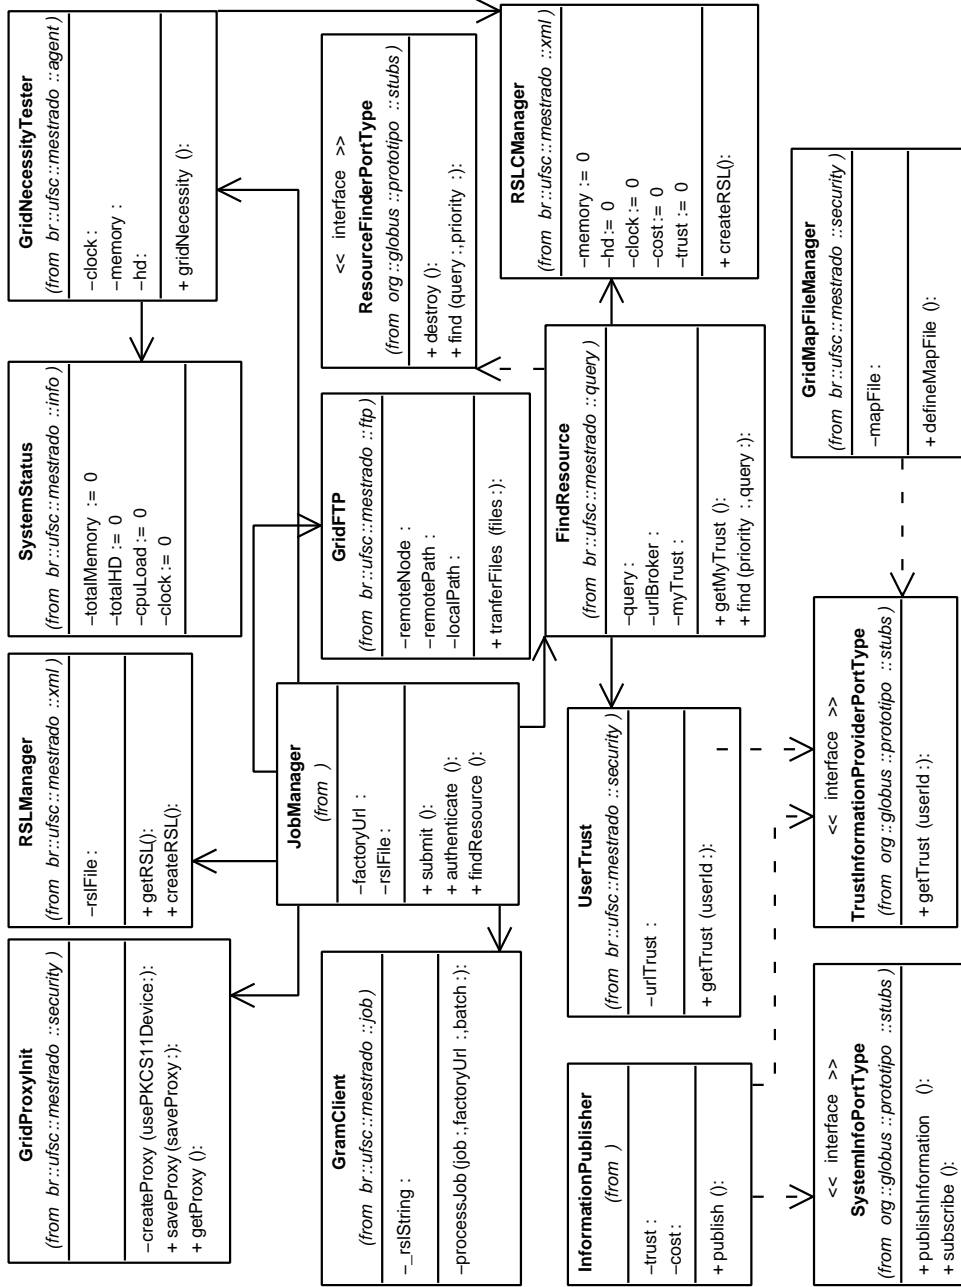 GridProxyInit
(from br::ufsc::mestrado ::security)
−createProxy (usePKCS11Device:):
+ saveProxy (saveProxy :):
+ getProxy ():
RSLManager
(from br::ufsc::mestrado ::xml)
−rslFile :
+ getRSL():
+ createRSL():
SystemStatus
(from br::ufsc::mestrado ::info)
−totalMemory := 0
−totalHD := 0
−cpuLoad := 0
−clock := 0
GridNecessityTester
(from br::ufsc::mestrado ::agent)
−clock :
−memory :
−hd :
+ gridNecessity ():
JobManager
(from )
−factoryUrl :
−rslFile :
+ submit ():
+ authenticate ():
+ findResource ():
GramClient
(from br::ufsc::mestrado ::job)
−_rslString :
−processJob (job :,factoryUrl :,batch :):
GridFTP
(from br::ufsc::mestrado ::ftp)
−remoteNode :
−remotePath :
−localPath :
+ tranferFiles (files :):
<< interface >>
ResourceFinderPortType
(from org::globus::prototipo ::stubs)
+ destroy ():
+ find (query :,priority :):
RSLCManager
(from br::ufsc::mestrado ::xml)
−memory := 0
−hd := 0
−clock := 0
−cost := 0
−trust := 0
+ createRSL():
InformationPublisher
(from )
−trust :
−cost :
+ publish ():
UserTrust
(from br::ufsc::mestrado ::security)
−urlTrust :
+ getTrust (userId :):
FindResource
(from br::ufsc::mestrado ::query)
−query :
−urlBroker :
−myTrust :
+ getMyTrust ():
+ find (priority :,query :):
GridMapFileManager
(from br::ufsc::mestrado ::security)
−mapFile :
+ defineMapFile ():
<< interface >>
SystemInfoPortType
(from org::globus::prototipo ::stubs)
+ publishInformation ():
+ subscribe ():
<< interface >>
TrustInformationProviderPortType
(from org::globus::prototipo ::stubs)
+ getTrust (userId :):